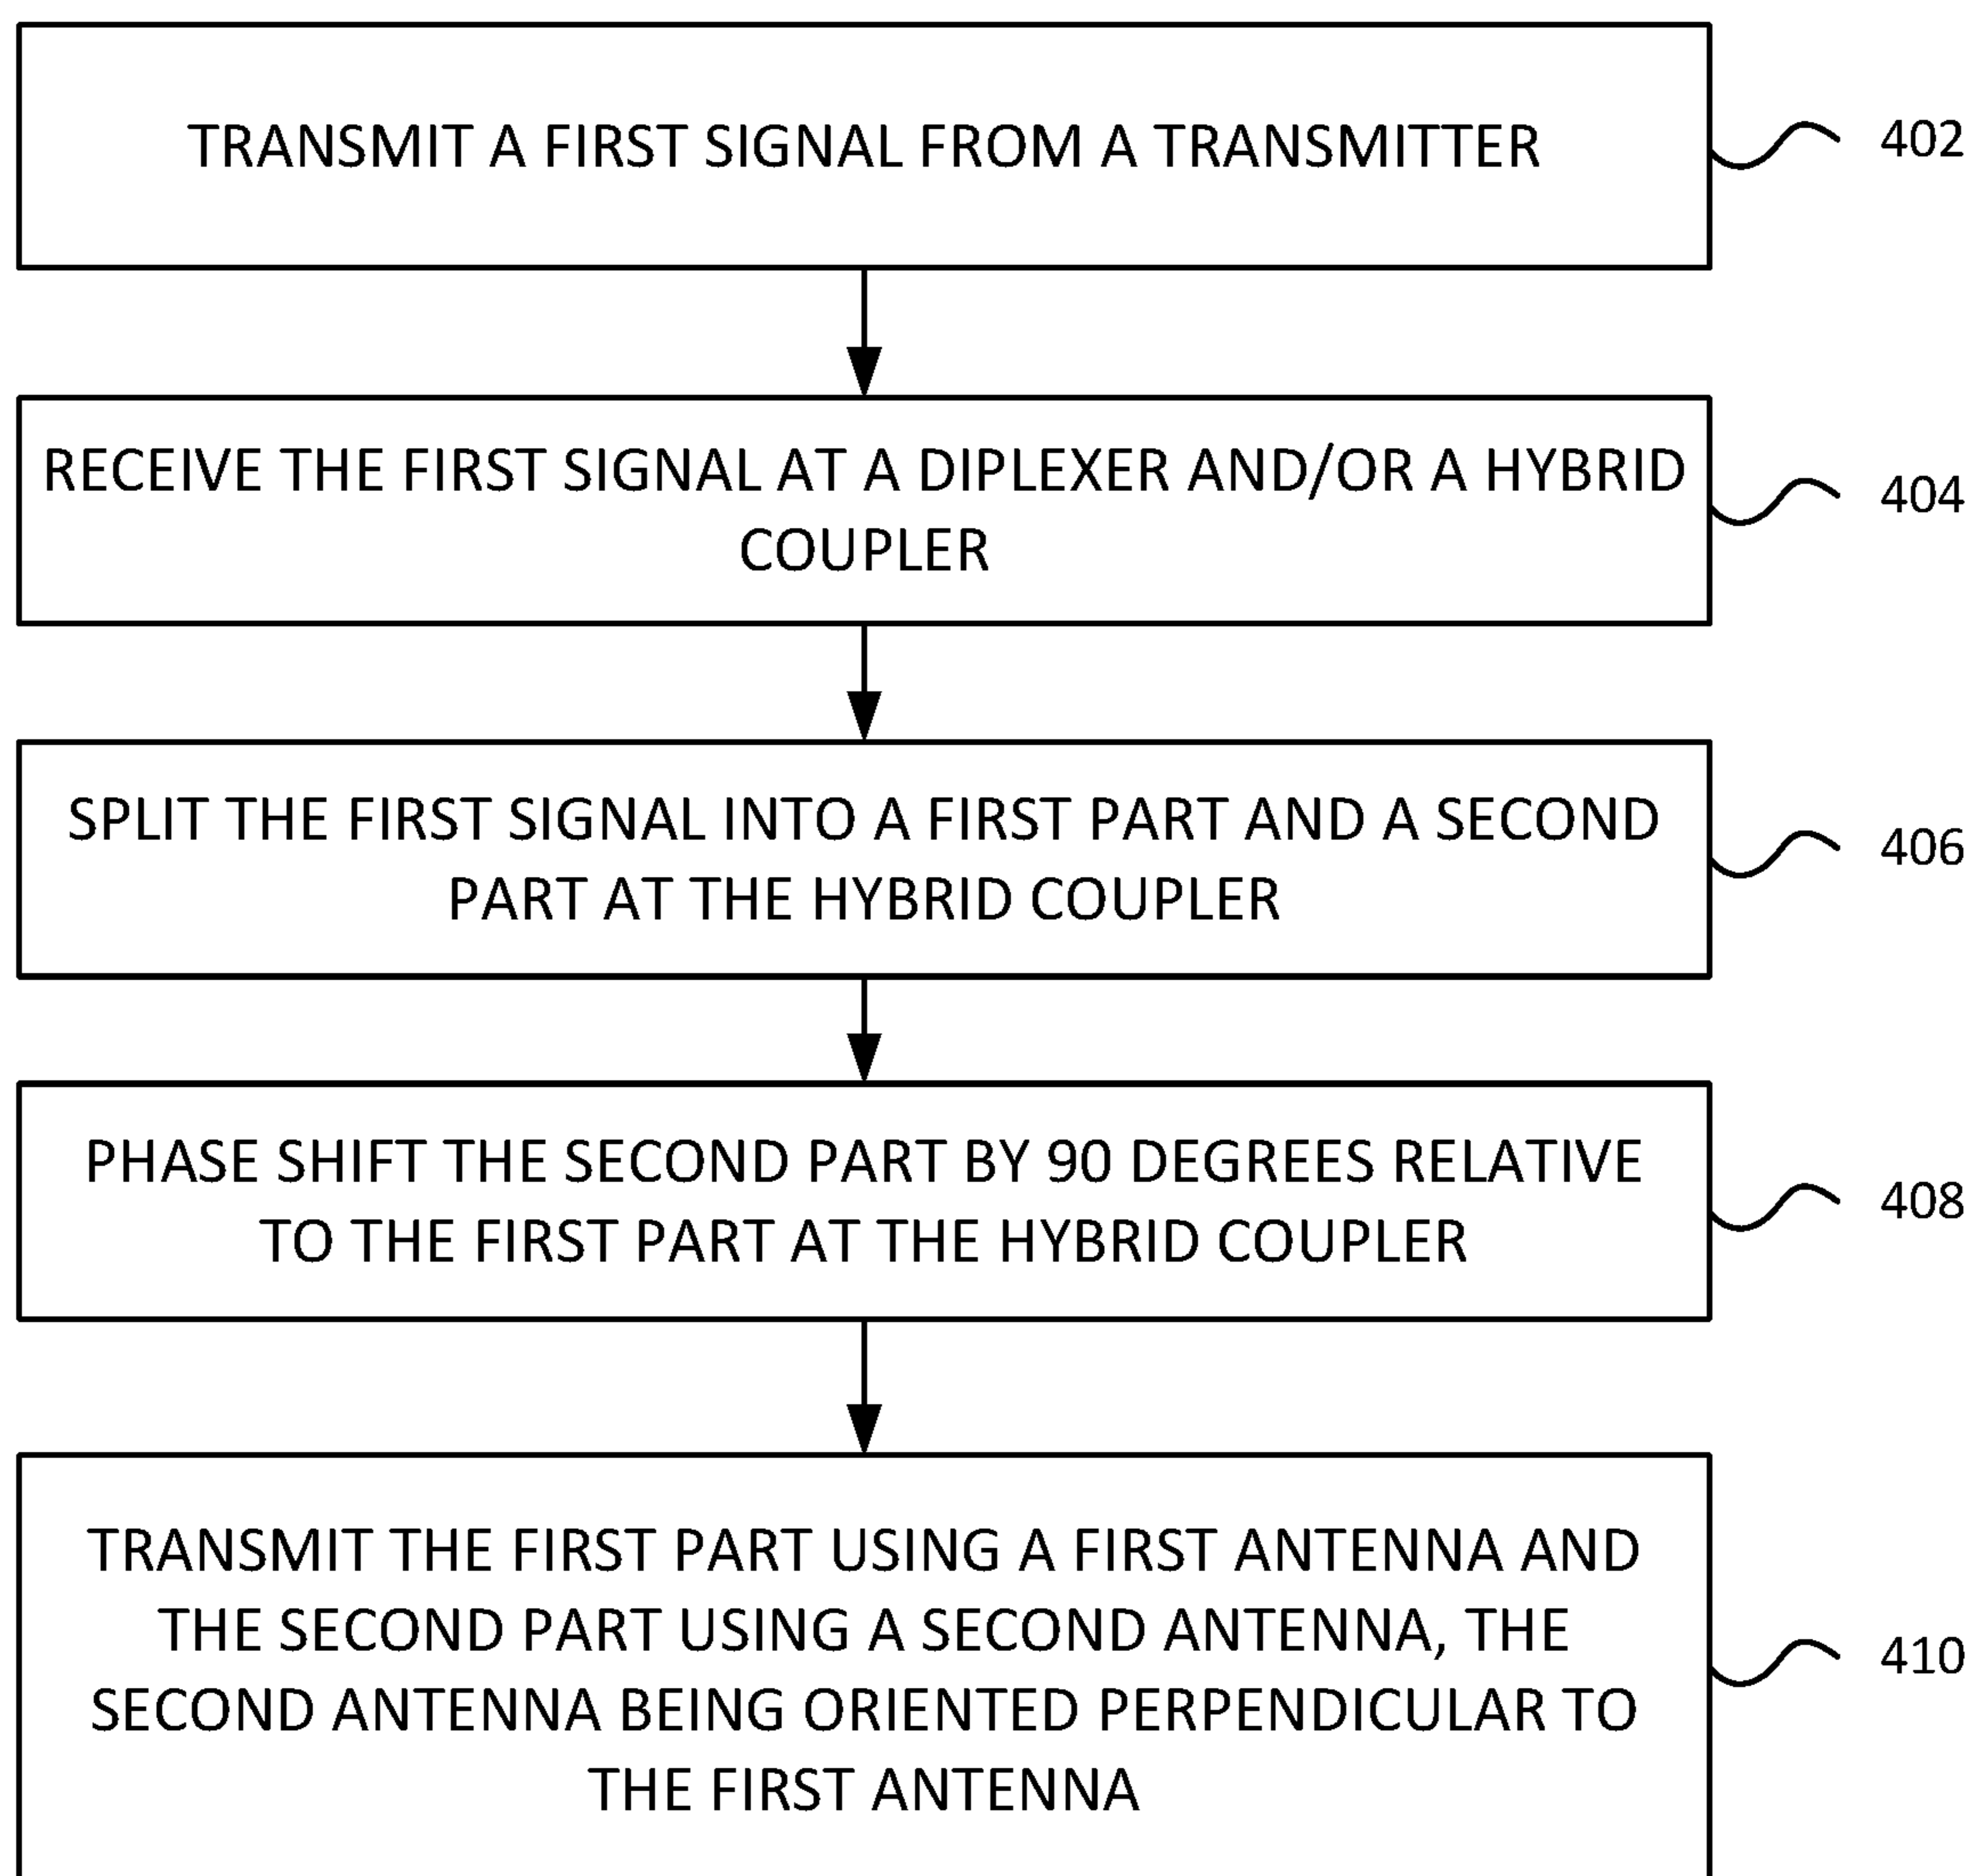 TRANSMIT A FIRST SIGNAL FROM A TRANSMITTER
402
RECEIVE THE FIRST SIGNAL AT A DIPLEXER AND/OR A HYBRID
COUPLER
404
SPLIT THE FIRST SIGNAL INTO A FIRST PART AND A SECOND
PART AT THE HYBRID COUPLER
406
PHASE SHIFT THE SECOND PART BY 90 DEGREES RELATIVE
TO THE FIRST PART AT THE HYBRID COUPLER
408
TRANSMIT THE FIRST PART USING A FIRST ANTENNA AND
THE SECOND PART USING A SECOND ANTENNA, THE
SECOND ANTENNA BEING ORIENTED PERPENDICULAR TO
THE FIRST ANTENNA
410